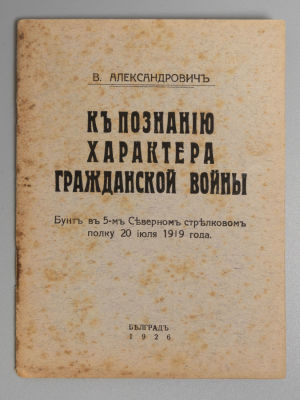 В. АЛЕКСАНДРОВИЧЪ
КЪ ПОЗНАНІЮ
ХАРАКТЕРА
ГРАЖДАНСКОЙ ВОЙНЫ
Бунтъ въ 5-мъ Сѣверномъ стрѣлковомъ
полку 20 іюля 1919 года.
БѢЛГРАДЪ
1926